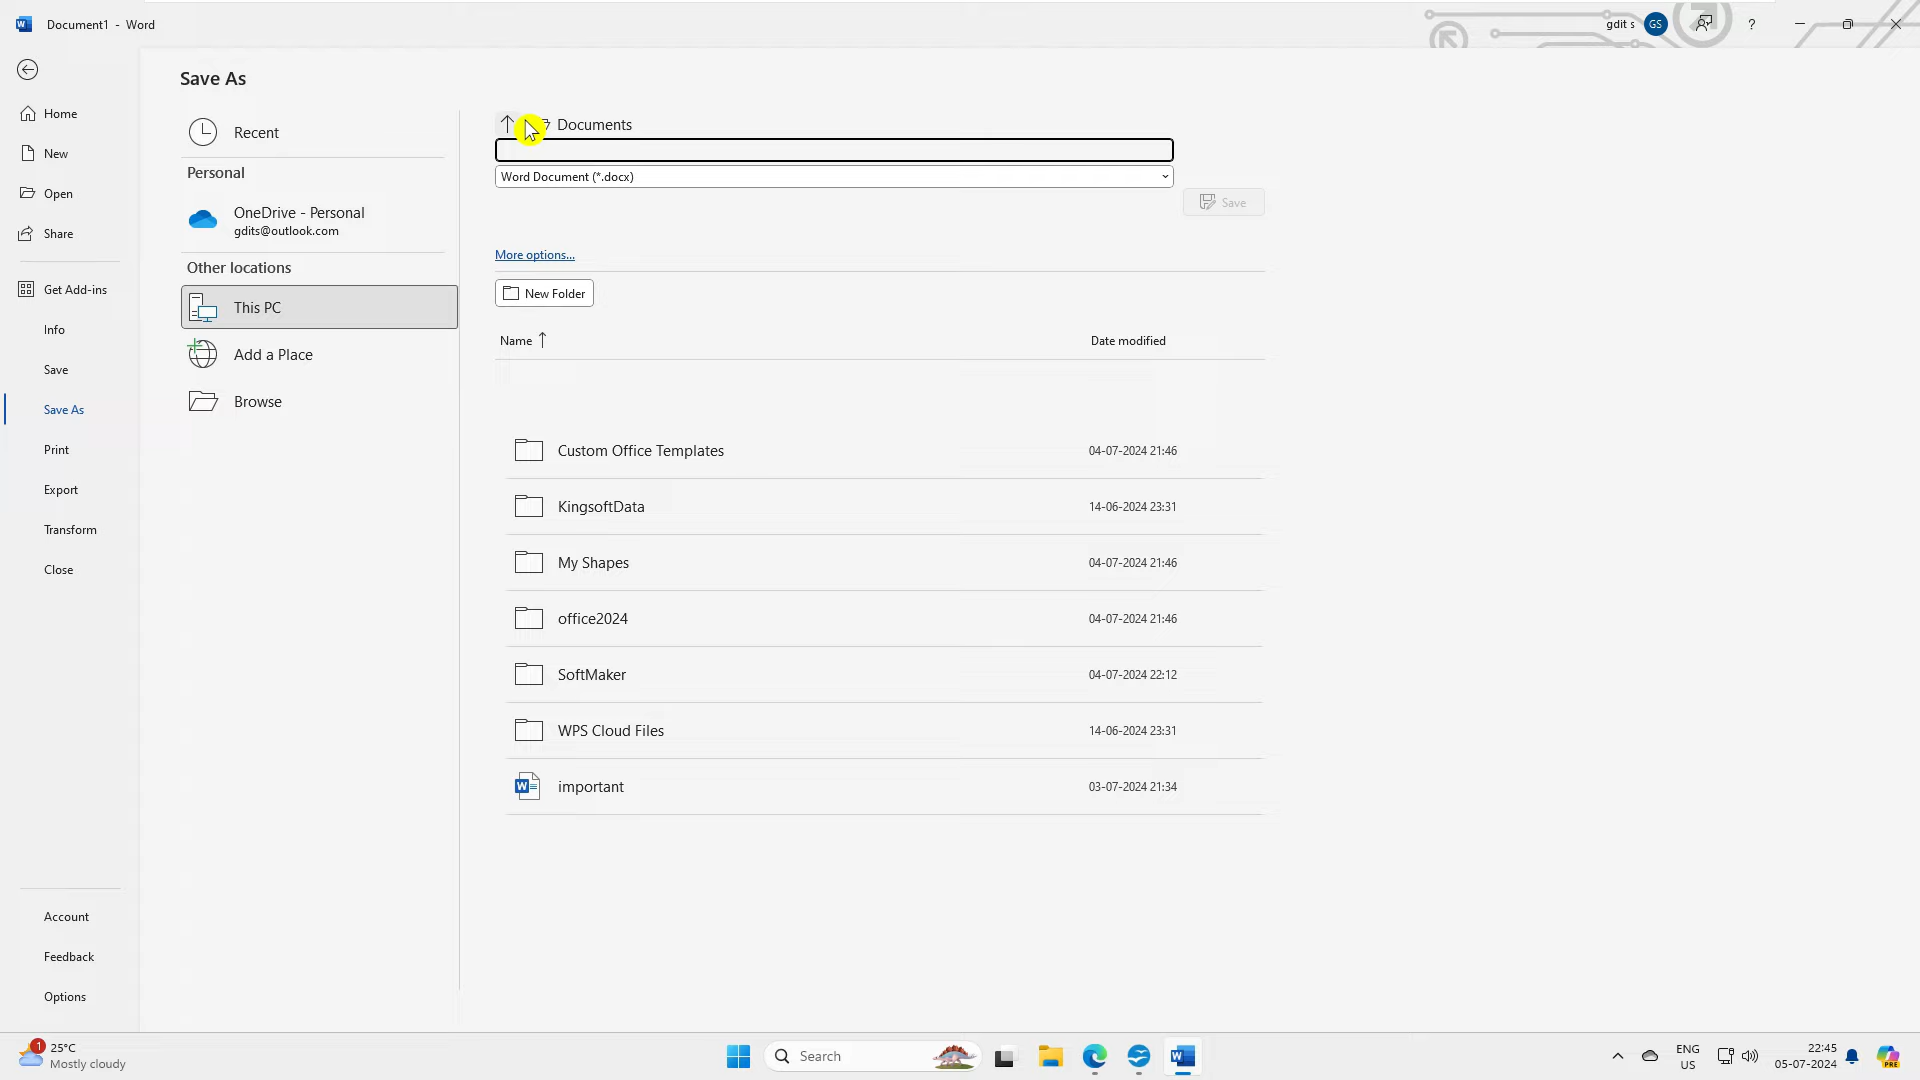 Document1 - Word
gdit s GS ?
Save As
Home
New
Open
Share
Get Add-ins
Info
Save
Save As
Print
Export
Transform
Close
Account
Feedback
Options
Recent
Personal
OneDrive - Personal
gdits@outlook.com
Other locations
This PC
Add a Place
Browse
Documents
Word Document (*.docx)
Save
More options...
New Folder
Name Date modified
Custom Office Templates 04-07-2024 21:46
KingsoftData 14-06-2024 23:31
My Shapes 04-07-2024 21:46
office2024 04-07-2024 21:46
SoftMaker 04-07-2024 22:12
WPS Cloud Files 14-06-2024 23:31
important 03-07-2024 21:34
1 25°C
Mostly cloudy
Search
ENG
US
22:45
05-07-2024
PRE